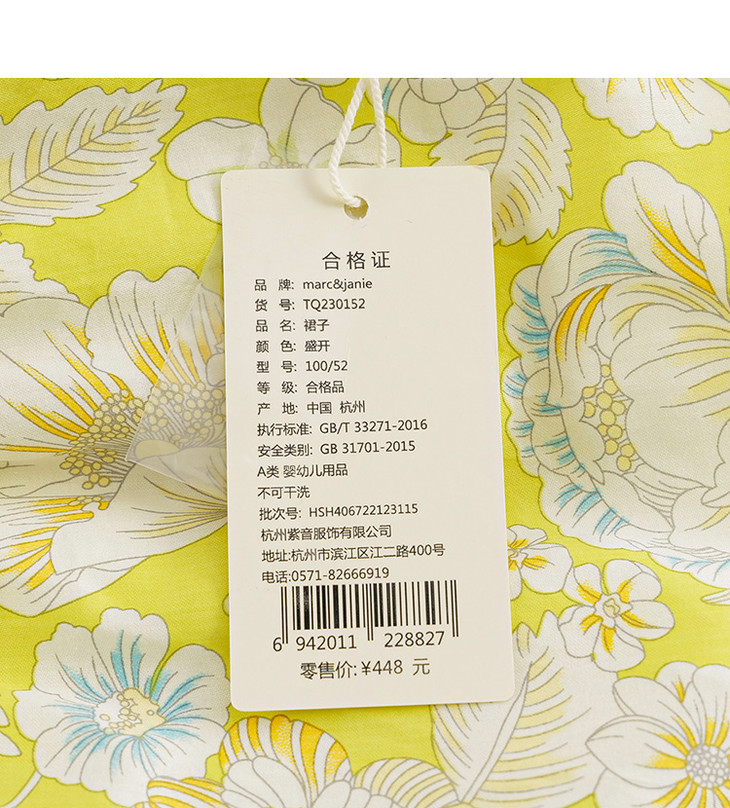 合格证
品 牌: marc&janie
货 号: TQ230152
品 名: 裙子
颜 色: 盛开
型 号: 100/52
等 级: 合格品
产 地: 中国 杭州
执行标准: GB/T 33271-2016
安全类别: GB 31701-2015
A类 婴幼儿用品
不可干洗
批次号: HSH406722123115
杭州紫音服饰有限公司
地址:杭州市滨江区江二路400号
电话:0571-82666919
6 942011 228827
零售价:¥448 元